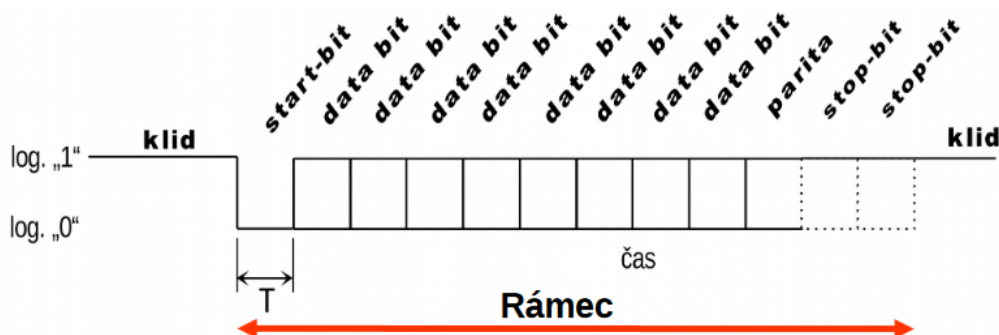 start-bit
data bit
data bit
data bit
data bit
data bit
data bit
data bit
data bit
parita
stop-bit
stop-bit
klid
klid
log. „1“
log. „0“
čas
T
Rámec